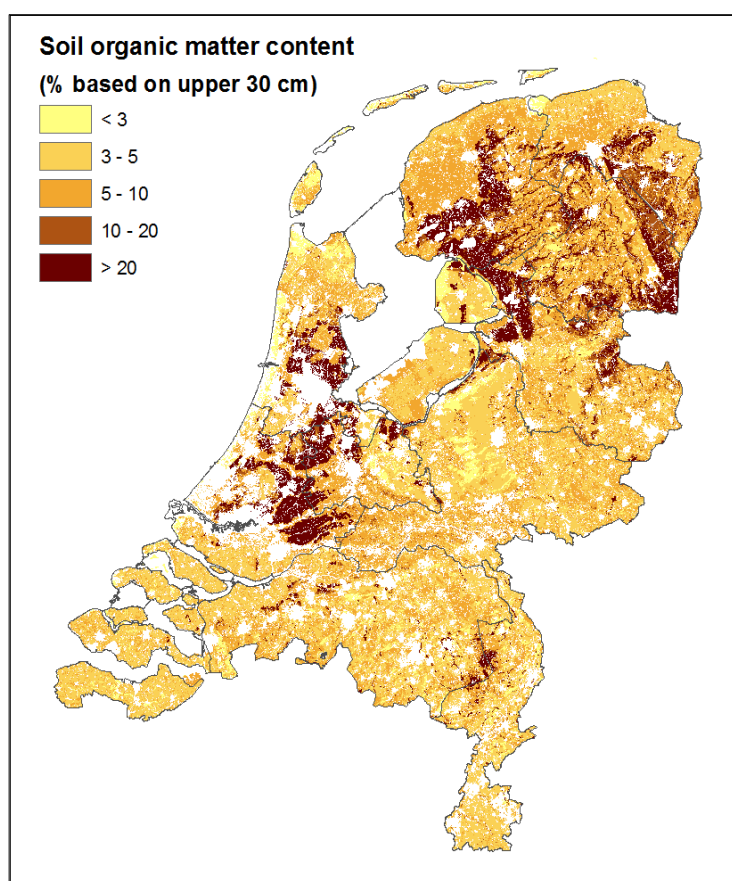 Soil organic matter content
(% based on upper 30 cm)
< 3
3 - 5
5 - 10
10 - 20
> 20